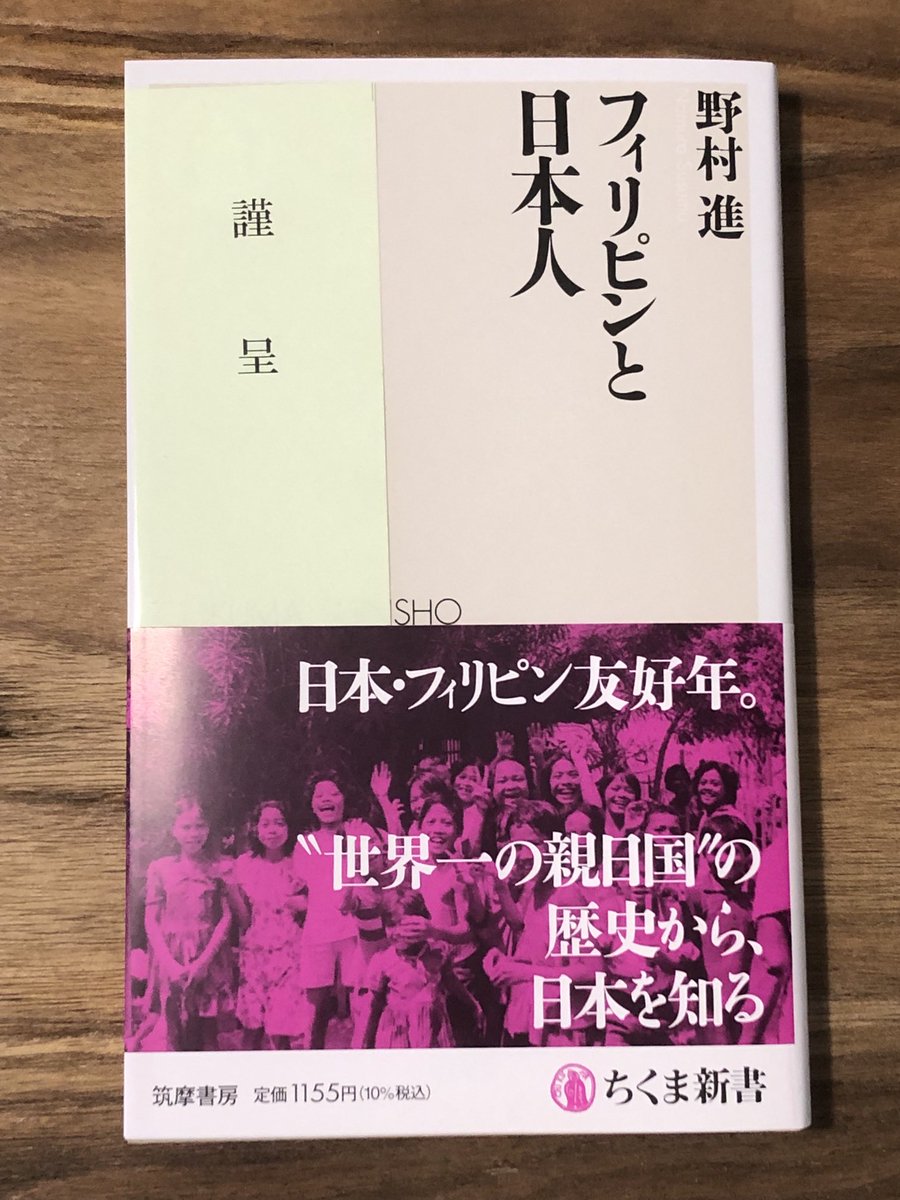 野村 進
フィリピンと
日本人
謹呈
SHO
日本・フィリピン友好年。
〝世界一の親日国〟の
歴史から、
日本を知る
筑摩書房 定価1155円(10%税込)
ちくま新書